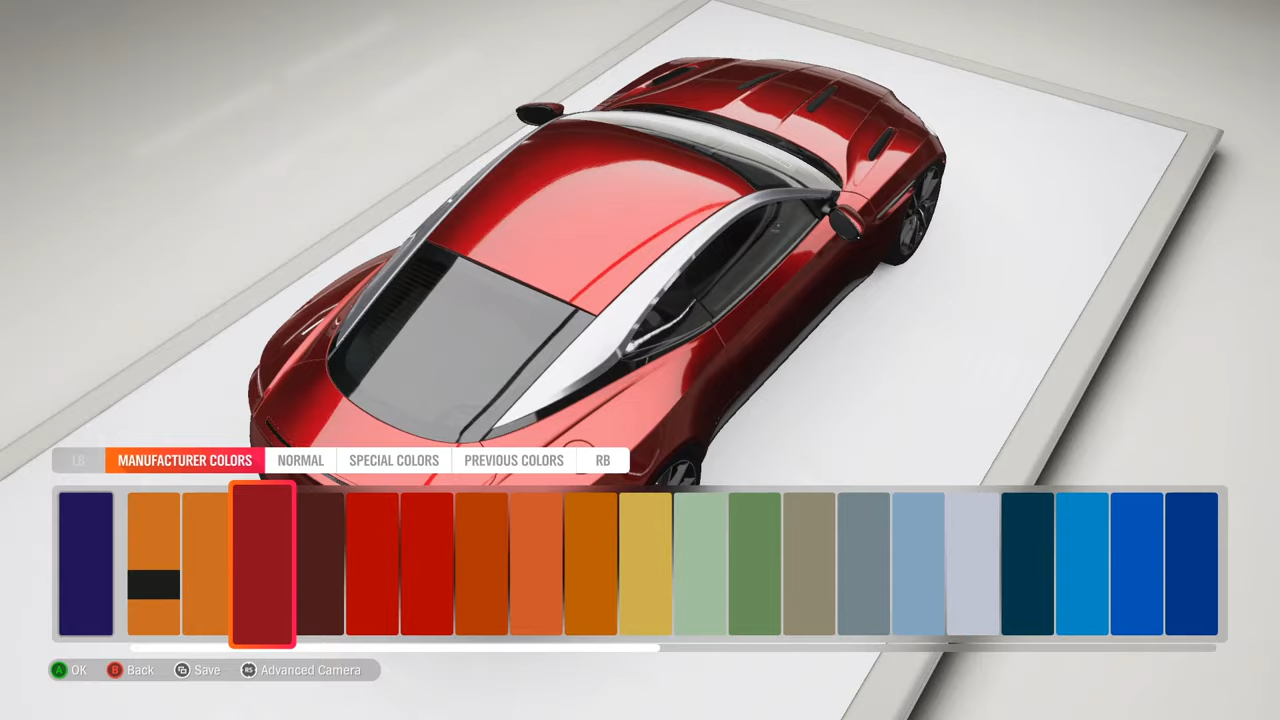 LB MANUFACTURER COLORS NORMAL SPECIAL COLORS PREVIOUS COLORS RB
A OK B Back Save RS Advanced Camera